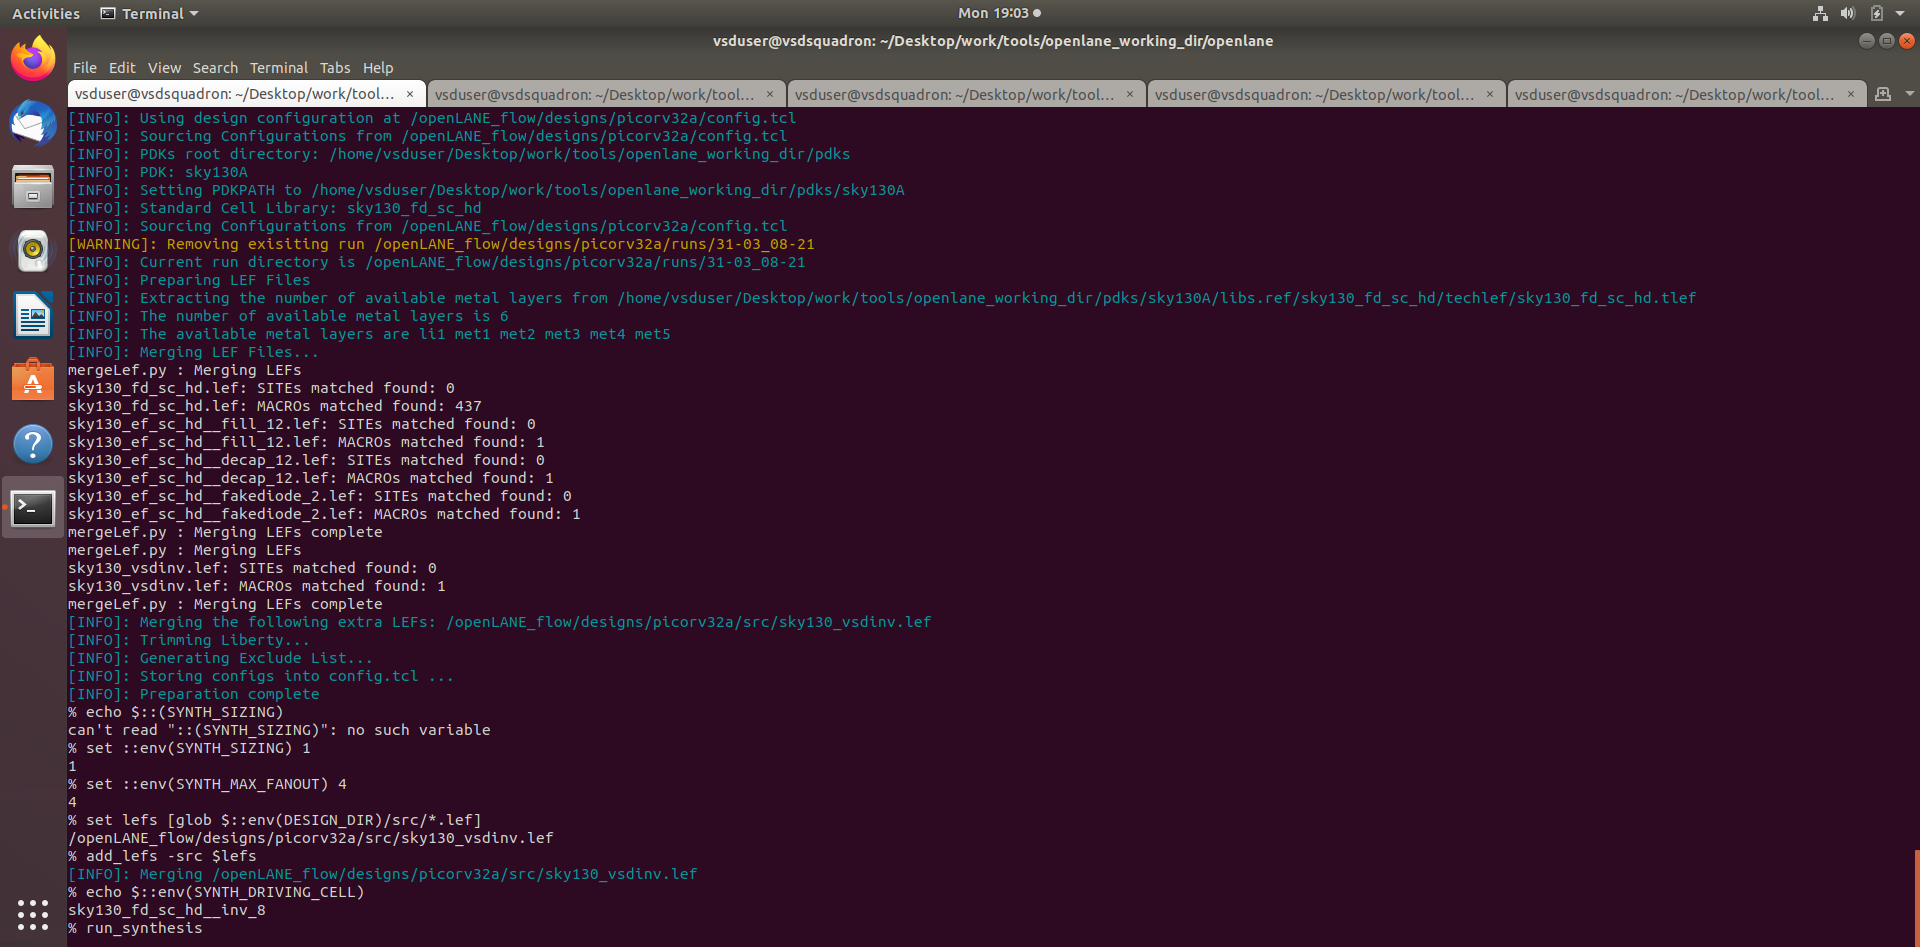 Activities Terminal Mon 19:03
vsduser@vsdsquadron: ~/Desktop/work/tools/openlane_working_dir/openlane
File Edit View Search Terminal Tabs Help
vsduser@vsdsquadron: ~/Desktop/work/tool... × vsduser@vsdsquadron: ~/Desktop/work/tool... × vsduser@vsdsquadron: ~/Desktop/work/tool... × vsduser@vsdsquadron: ~/Desktop/work/tool... × vsduser@vsdsquadron: ~/Desktop/work/tool... ×
[INFO]: Using design configuration at /openLANE_flow/designs/picorv32a/config.tcl
[INFO]: Sourcing Configurations from /openLANE_flow/designs/picorv32a/config.tcl
[INFO]: PDKs root directory: /home/vsduser/Desktop/work/tools/openlane_working_dir/pdks
[INFO]: PDK: sky130A
[INFO]: Setting PDKPATH to /home/vsduser/Desktop/work/tools/openlane_working_dir/pdks/sky130A
[INFO]: Standard Cell Library: sky130_fd_sc_hd
[INFO]: Sourcing Configurations from /openLANE_flow/designs/picorv32a/config.tcl
[WARNING]: Removing exisiting run /openLANE_flow/designs/picorv32a/runs/31-03_08-21
[INFO]: Current run directory is /openLANE_flow/designs/picorv32a/runs/31-03_08-21
[INFO]: Preparing LEF Files
[INFO]: Extracting the number of available metal layers from /home/vsduser/Desktop/work/tools/openlane_working_dir/pdks/sky130A/libs.ref/sky130_fd_sc_hd/techlef/sky130_fd_sc_hd.tlef
[INFO]: The number of available metal layers is 6
[INFO]: The available metal layers are li1 met1 met2 met3 met4 met5
[INFO]: Merging LEF Files...
mergeLef.py : Merging LEFs
sky130_fd_sc_hd.lef: SITEs matched found: 0
sky130_fd_sc_hd.lef: MACROs matched found: 437
sky130_ef_sc_hd__fill_12.lef: SITEs matched found: 0
sky130_ef_sc_hd__fill_12.lef: MACROs matched found: 1
sky130_ef_sc_hd__decap_12.lef: SITEs matched found: 0
sky130_ef_sc_hd__decap_12.lef: MACROs matched found: 1
sky130_ef_sc_hd__fakediode_2.lef: SITEs matched found: 0
sky130_ef_sc_hd__fakediode_2.lef: MACROs matched found: 1
mergeLef.py : Merging LEFs complete
mergeLef.py : Merging LEFs
sky130_vsdinv.lef: SITEs matched found: 0
sky130_vsdinv.lef: MACROs matched found: 1
mergeLef.py : Merging LEFs complete
[INFO]: Merging the following extra LEFs: /openLANE_flow/designs/picorv32a/src/sky130_vsdinv.lef
[INFO]: Trimming Liberty...
[INFO]: Generating Exclude List...
[INFO]: Storing configs into config.tcl ...
[INFO]: Preparation complete
% echo $::(SYNTH_SIZING)
can't read "::(SYNTH_SIZING)": no such variable
% set ::env(SYNTH_SIZING) 1
1
% set ::env(SYNTH_MAX_FANOUT) 4
4
% set lefs [glob $::env(DESIGN_DIR)/src/*.lef]
/openLANE_flow/designs/picorv32a/src/sky130_vsdinv.lef
% add_lefs -src $lefs
[INFO]: Merging /openLANE_flow/designs/picorv32a/src/sky130_vsdinv.lef
% echo $::env(SYNTH_DRIVING_CELL)
sky130_fd_sc_hd__inv_8
% run_synthesis